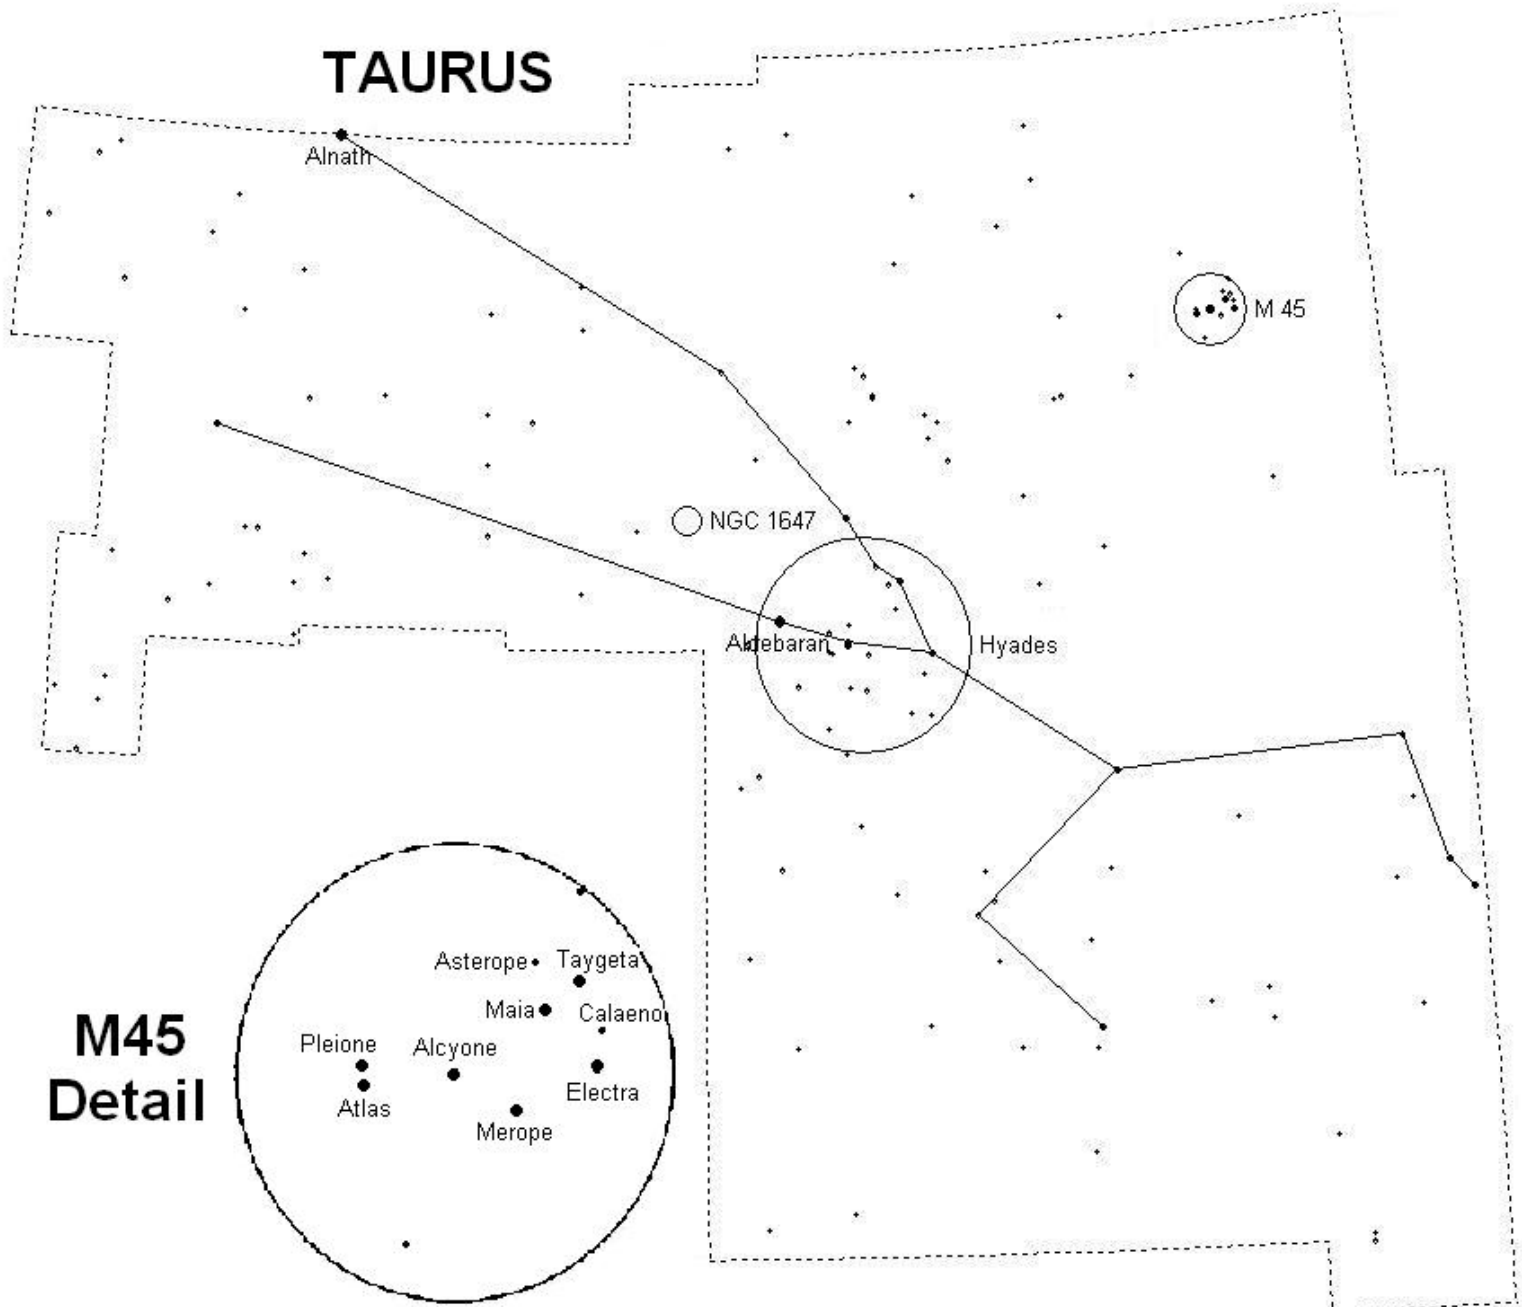 TAURUS
Alnath
M 45
NGC 1647
Aldebaran
Hyades
Asterope
Taygeta
Maia
Calaeno
Pleione
Alcyone
Electra
Atlas
Merope
M45
Detail